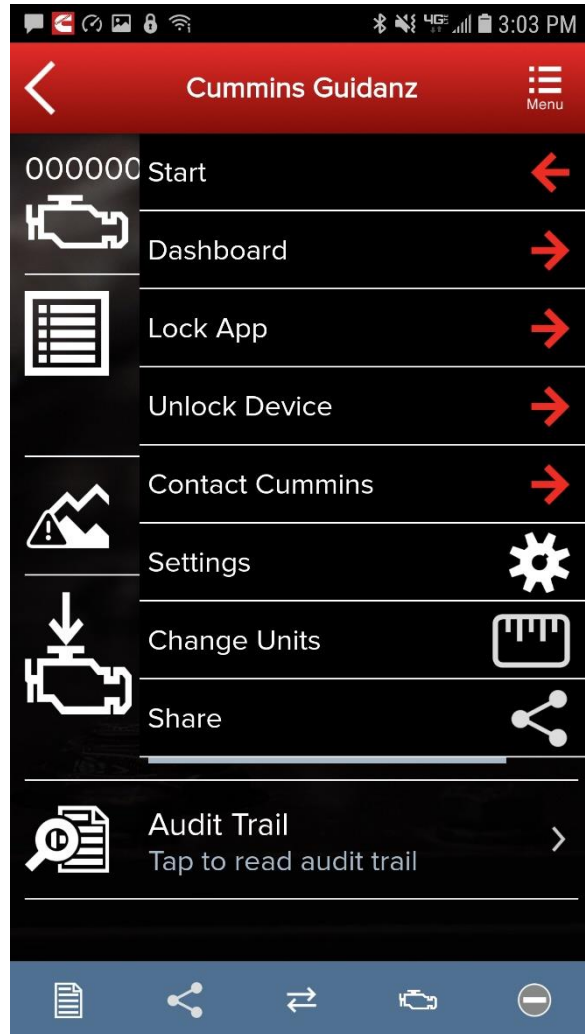 4GE 3:03 PM
Cummins Guidanz
Menu
000000
Start
Dashboard
Lock App
Unlock Device
Contact Cummins
Settings
Change Units
Share
Audit Trail
Tap to read audit trail